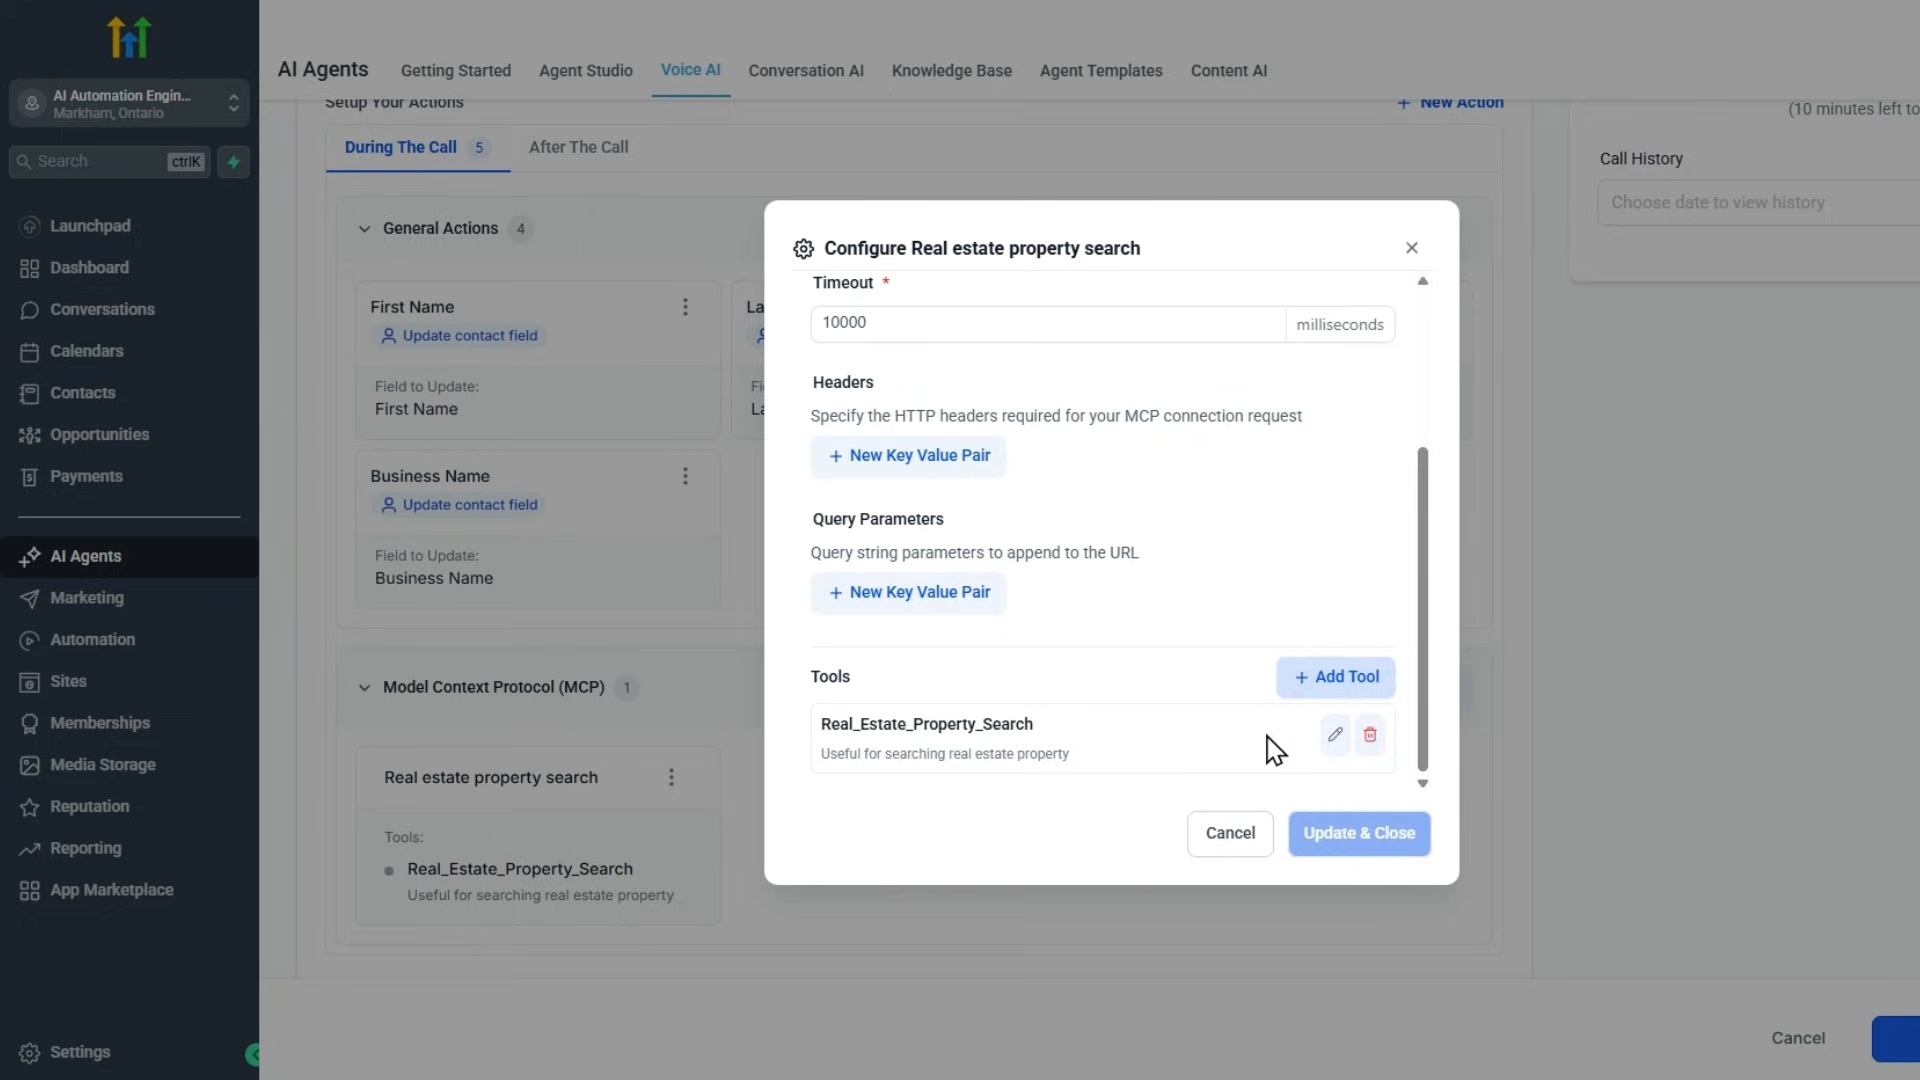 AI Automation Engin...
Markham, Ontario
Search
ctrlK
Launchpad
Dashboard
Conversations
Calendars
Contacts
Opportunities
Payments
AI Agents
Marketing
Automation
Sites
Memberships
Media Storage
Reputation
Reporting
App Marketplace
Settings
AI Agents
Getting Started
Agent Studio
Voice AI
Conversation AI
Knowledge Base
Agent Templates
Content AI
Setup Your Actions
+ New Action
During The Call 5
After The Call
General Actions 4
First Name
Update contact field
Field to Update:
First Name
La
Fi
La
Business Name
Update contact field
Field to Update:
Business Name
Model Context Protocol (MCP) 1
Real estate property search
Tools:
Real_Estate_Property_Search
Useful for searching real estate property
Configure Real estate property search
Timeout *
10000
milliseconds
Headers
Specify the HTTP headers required for your MCP connection request
+ New Key Value Pair
Query Parameters
Query string parameters to append to the URL
+ New Key Value Pair
Tools
+ Add Tool
Real_Estate_Property_Search
Useful for searching real estate property
Cancel
Update & Close
(10 minutes left to
Call History
Choose date to view history
Cancel